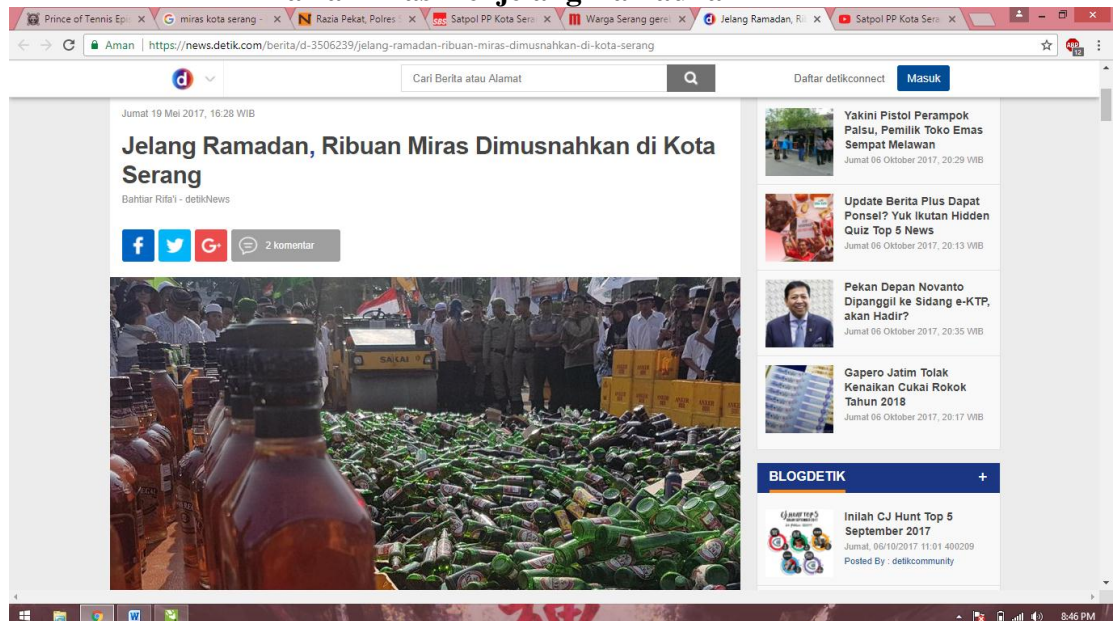 Prince of Tennis Epi
miras kota serang -
Razia Pekat, Polres
Satpol PP Kota Sera
Warga Serang gere
Jelang Ramadan, Ri
Satpol PP Kota Sera
Aman | https://news.detik.com/berita/d-3506239/jelang-ramadan-ribuan-miras-dimusnahkan-di-kota-serang
ABP
12
d
Cari Berita atau Alamat
Daftar detikconnect
Masuk
Jumat 19 Mei 2017, 16:28 WIB
Jelang Ramadan, Ribuan Miras Dimusnahkan di Kota
Serang
Bahtiar Rifa'i - detikNews
f
G+
2 komentar
SAKAI
Yakini Pistol Perampok
Palsu, Pemilik Toko Emas
Sempat Melawan
Jumat 06 Oktober 2017, 20:29 WIB
Update Berita Plus Dapat
Ponsel? Yuk Ikutan Hidden
Quiz Top 5 News
Jumat 06 Oktober 2017, 20:13 WIB
Pekan Depan Novanto
Dipanggil ke Sidang e-KTP,
akan Hadir?
Jumat 06 Oktober 2017, 20:35 WIB
Gapero Jatim Tolak
Kenaikan Cukai Rokok
Tahun 2018
Jumat 06 Oktober 2017, 20:17 WIB
BLOGDETIK +
Inilah CJ Hunt Top 5
September 2017
Jumat, 06/10/2017 11:01 400209
Posted By : detikcommunity
8:46 PM